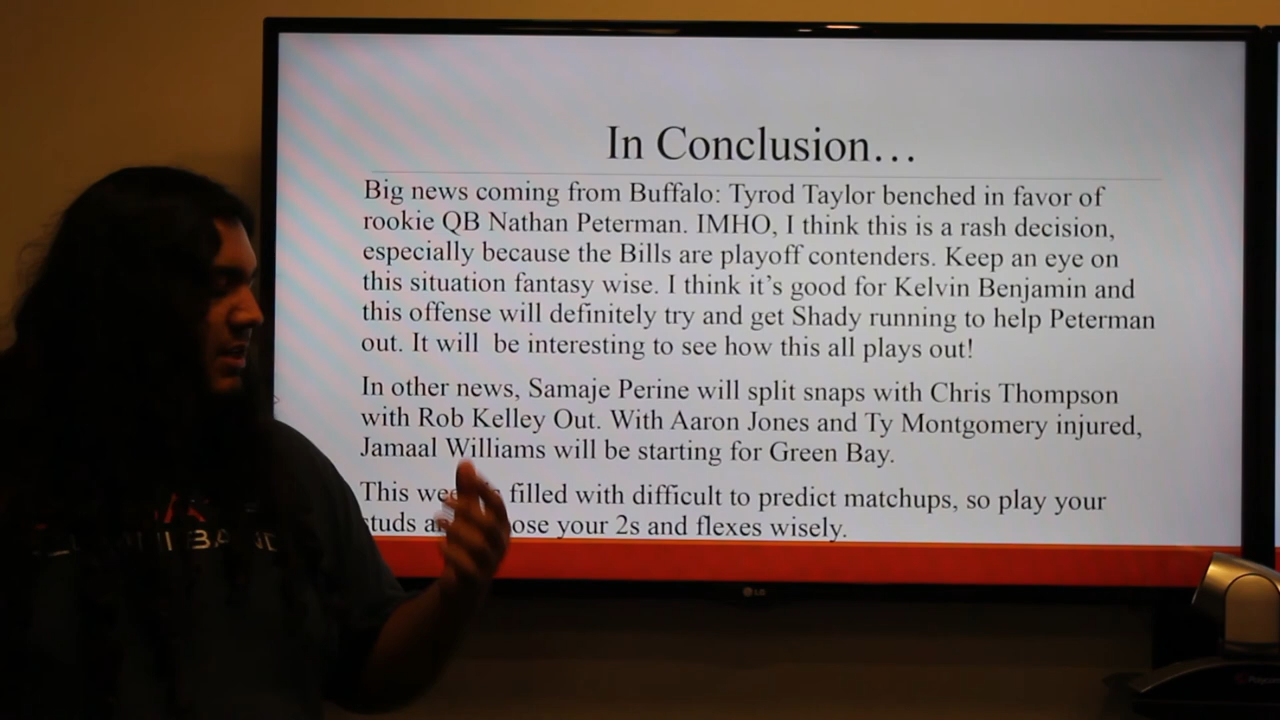 In Conclusion…
Big news coming from Buffalo: Tyrod Taylor benched in favor of
rookie QB Nathan Peterman. IMHO, I think this is a rash decision,
especially because the Bills are playoff contenders. Keep an eye on
this situation fantasy wise. I think it's good for Kelvin Benjamin and
this offense will definitely try and get Shady running to help Peterman
out. It will be interesting to see how this all plays out!
In other news, Samaje Perine will split snaps with Chris Thompson
with Rob Kelley Out. With Aaron Jones and Ty Montgomery injured,
Jamaal Williams will be starting for Green Bay.
This filled with difficult to predict matchups, so play your
studs your 2s and flexes wisely.
LG